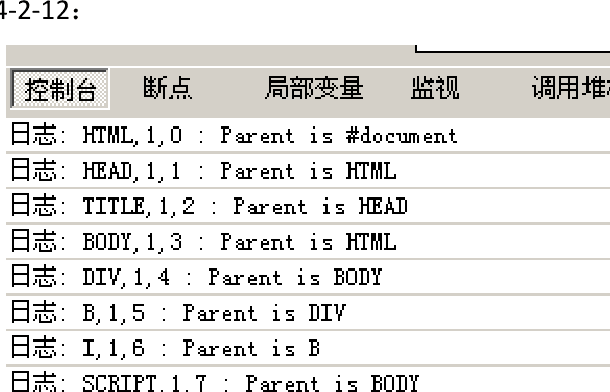 4-2-12：
控制台 断点 局部变量 监视 调用堆
日志: HTML,1,0 : Parent is #document
日志: HEAD,1,1 : Parent is HTML
日志: TITLE,1,2 : Parent is HEAD
日志: BODY,1,3 : Parent is HTML
日志: DIV,1,4 : Parent is BODY
日志: B,1,5 : Parent is DIV
日志: I,1,6 : Parent is B
日志: SCRIPT,1,7 : Parent is BODY